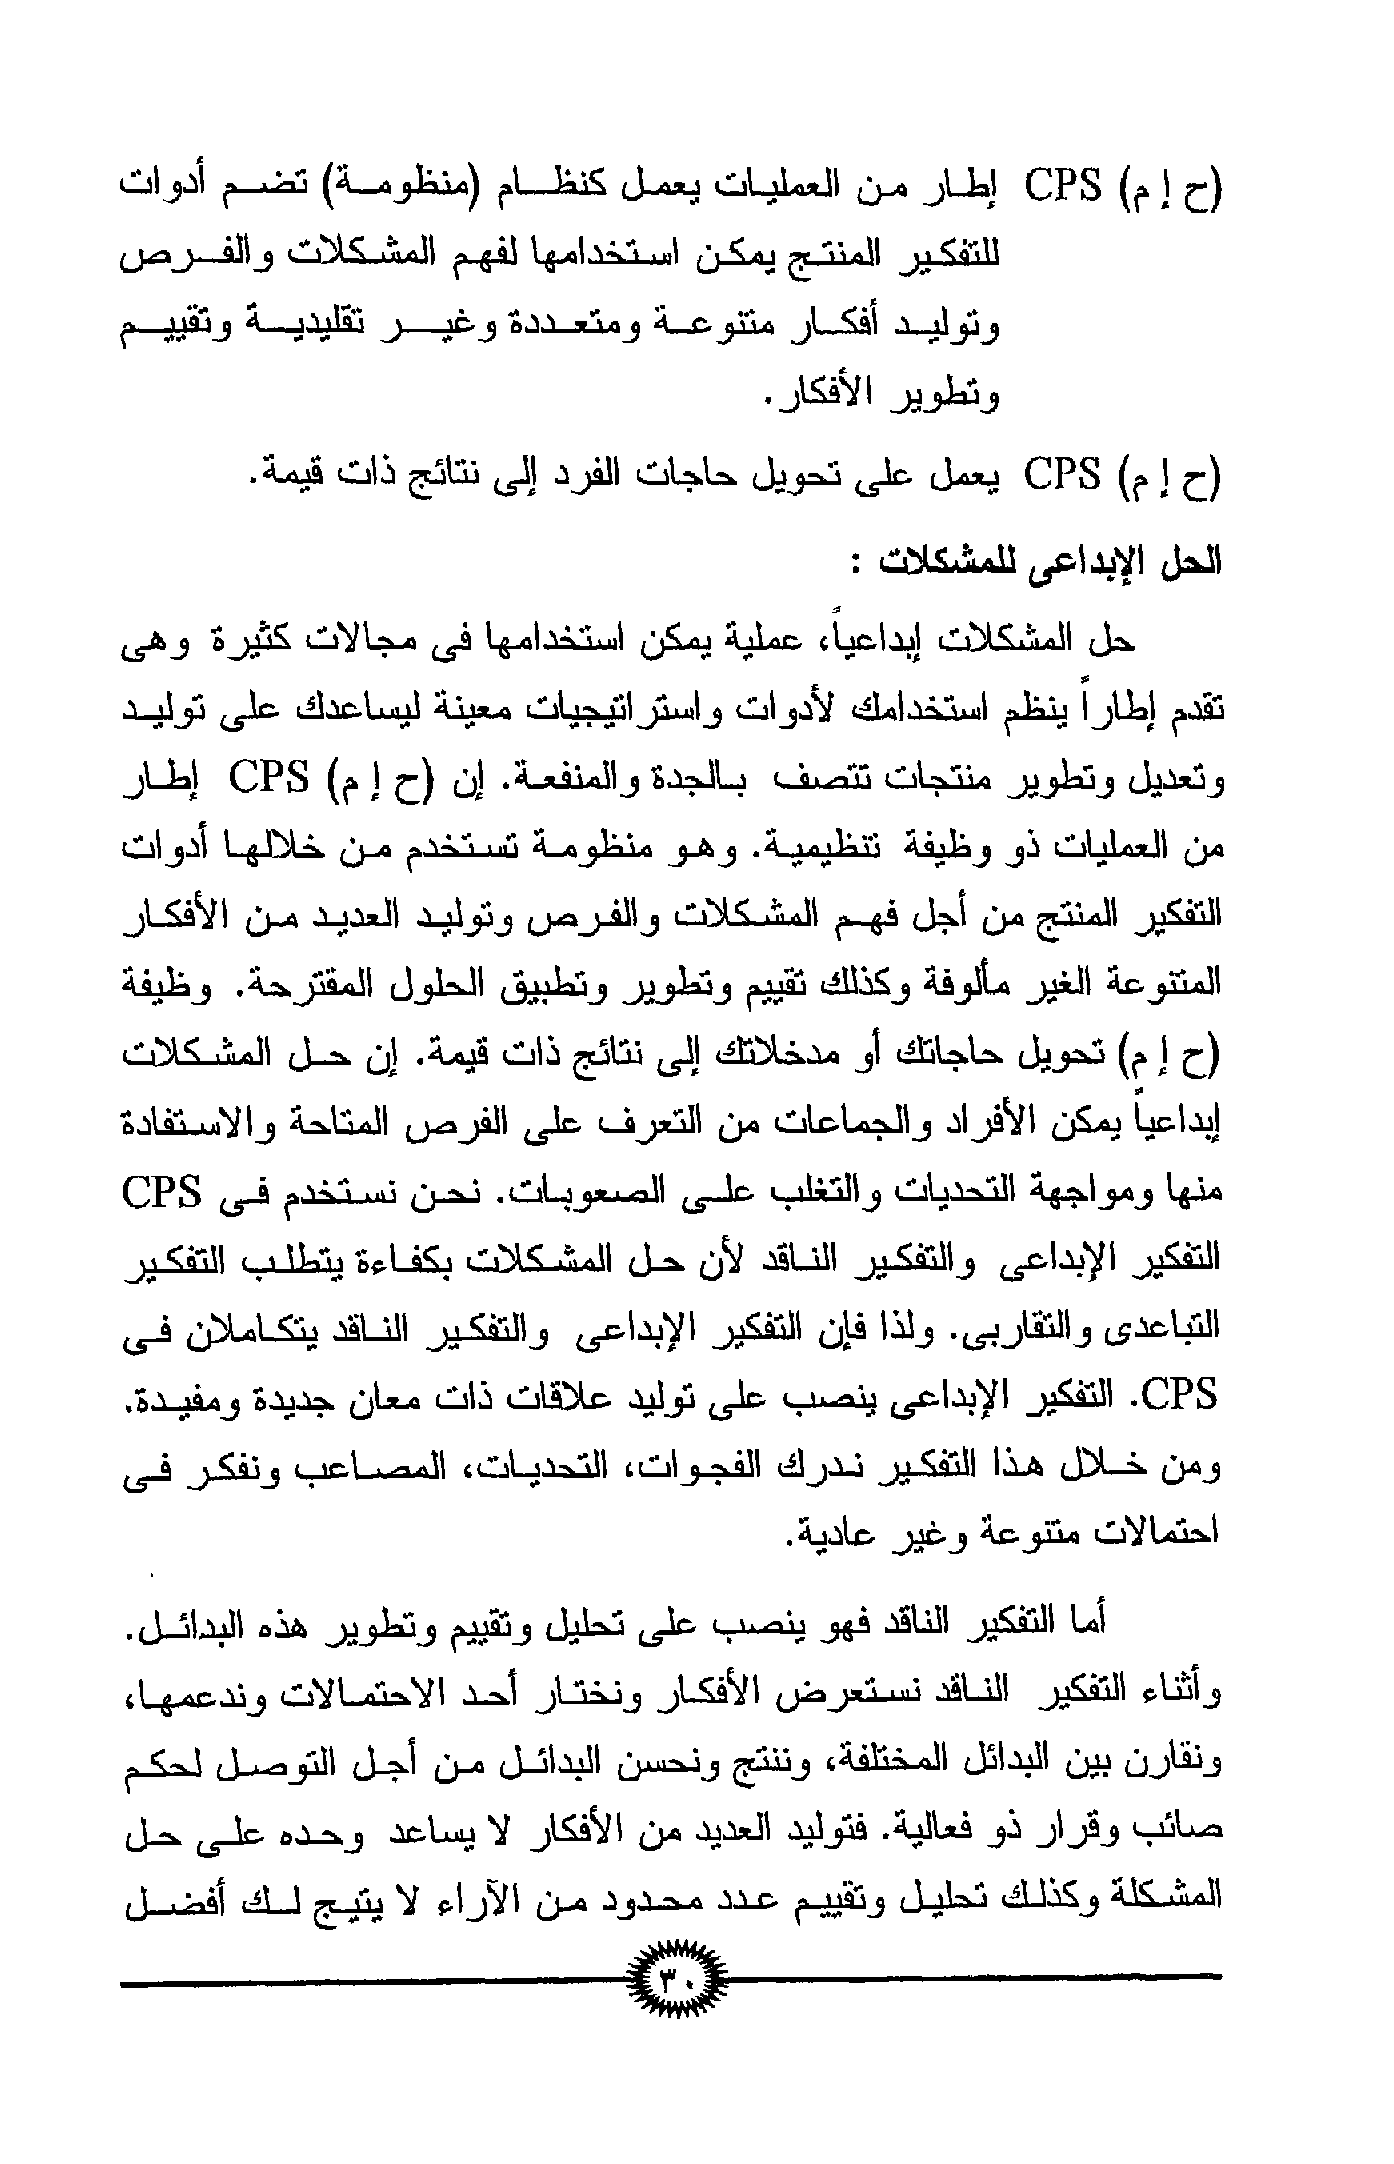 (ح إ م) CPS إطار من العمليات يعمل كنظام (منظومة) تضم أدوات
للتفكير المنتج يمكن استخدامها لفهم المشكلات والفرص
وتوليد أفكار متنوعة ومتعددة وغير تقليدية وتقييم
وتطوير الأفكار.
(ح إ م) CPS يعمل على تحويل حاجات الفرد إلى نتائج ذات قيمة.
الحل الإبداعى للمشكلات :
حل المشكلات إبداعياً، عملية يمكن استخدامها فى مجالات كثيرة وهى
تقدم إطاراً ينظم استخدامك لأدوات واستراتيجيات معينة ليساعدك على توليد
وتعديل وتطوير منتجات تتصف بالجدة والمنفعة. إن (ح إ م) CPS إطار
من العمليات ذو وظيفة تنظيمية. وهو منظومة تستخدم من خلالها أدوات
التفكير المنتج من أجل فهم المشكلات والفرص وتوليد العديد من الأفكار
المتنوعة الغير مألوفة وكذلك تقييم وتطوير وتطبيق الحلول المقترحة. وظيفة
(ح إ م) تحويل حاجاتك أو مدخلاتك إلى نتائج ذات قيمة. إن حل المشكلات
إبداعياً يمكن الأفراد والجماعات من التعرف على الفرص المتاحة والاستفادة
منها ومواجهة التحديات والتغلب على الصعوبات. نحن نستخدم فى CPS
التفكير الإبداعى والتفكير الناقد لأن حل المشكلات بكفاءة يتطلب التفكير
التباعدى والتقاربى. ولذا فإن التفكير الإبداعى والتفكير الناقد يتكاملان فى
CPS. التفكير الإبداعى ينصب على توليد علاقات ذات معان جديدة ومفيدة.
ومن خلال هذا التفكير ندرك الفجوات، التحديات، المصاعب ونفكر فى
احتمالات متنوعة وغير عادية.
أما التفكير الناقد فهو ينصب على تحليل وتقييم وتطوير هذه البدائل.
وأثناء التفكير الناقد نستعرض الأفكار ونختار أحد الاحتمالات وندعمها،
ونقارن بين البدائل المختلفة، وننتج ونحسن البدائل من أجل التوصل لحكم
صائب وقرار ذو فعالية. فتوليد العديد من الأفكار لا يساعد وحده على حل
المشكلة وكذلك تحليل وتقييم عدد محدود من الآراء لا يتيح لك أفضل
٣٠